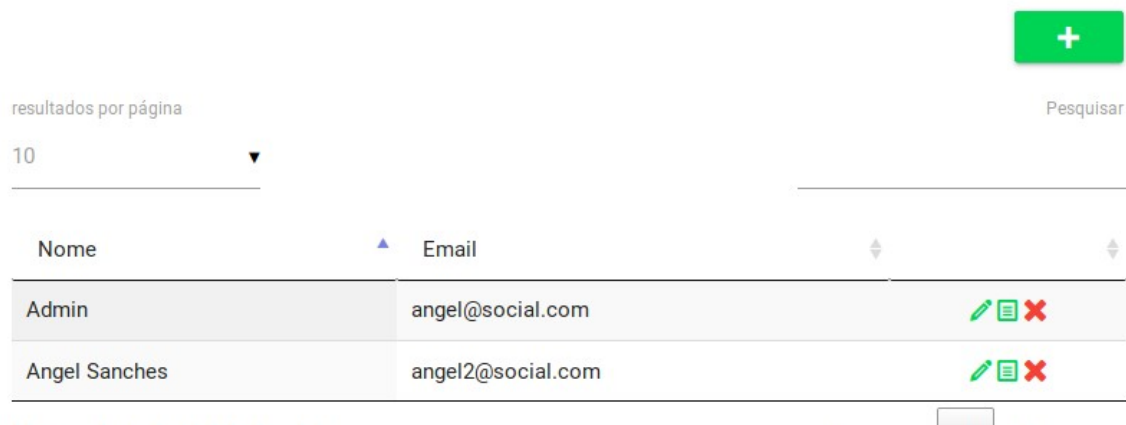 +
resultados por página
Pesquisar
10
Nome Email
Admin angel@social.com
Angel Sanches angel2@social.com